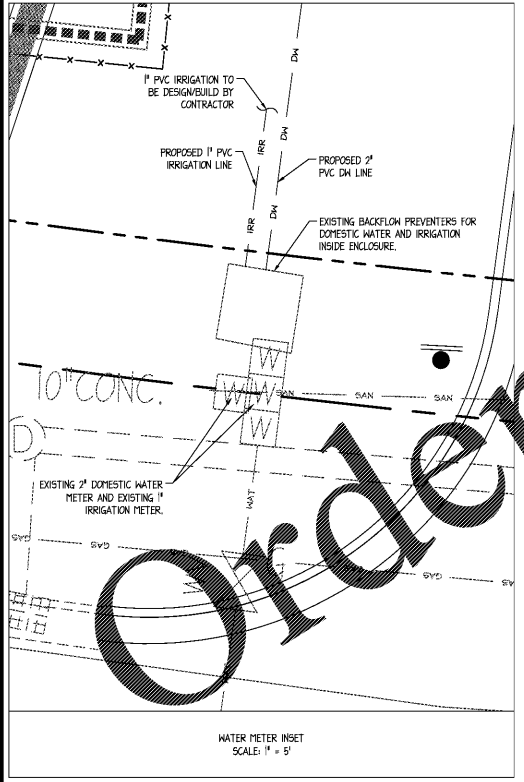 DW
1" PVC IRRIGATION TO
BE DESIGN/BUILD BY
CONTRACTOR
IRR
DW
PROPOSED 1" PVC
IRRIGATION LINE
PROPOSED 2"
PVC DW LINE
IRR
DW
EXISTING BACKFLOW PREVENTERS FOR
DOMESTIC WATER AND IRRIGATION
INSIDE ENCLOSURE.
W
10" CONC.
W
W
SAN
SAN
W
D
EXISTING 2" DOMESTIC WATER
METER AND EXISTING 1"
IRRIGATION METER.
WAT
GAS
GAS
GAS
GAS
W
Order
WATER METER INSET
SCALE: 1" = 5'